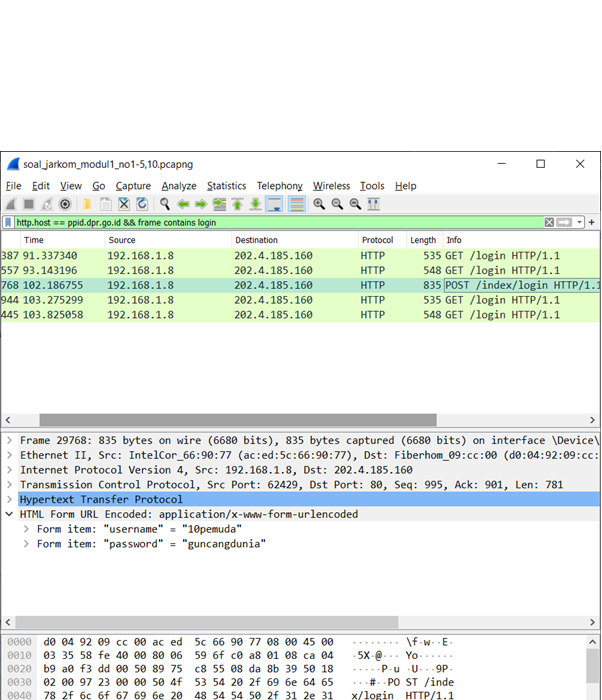 soal_jarkom_modul1_no1-5,10.pcapng
File Edit View Go Capture Analyze Statistics Telephony Wireless Tools Help
http.host == ppid.dpr.go.id && frame contains login
Time Source Destination Protocol Length Info
387 91.337340 192.168.1.8 202.4.185.160 HTTP 535 GET /login HTTP/1.1
557 93.143196 192.168.1.8 202.4.185.160 HTTP 548 GET /login HTTP/1.1
768 102.186755 192.168.1.8 202.4.185.160 HTTP 835 POST /index/login HTTP/1.1
944 103.275299 192.168.1.8 202.4.185.160 HTTP 535 GET /login HTTP/1.1
445 103.825058 192.168.1.8 202.4.185.160 HTTP 548 GET /login HTTP/1.1
Frame 29768: 835 bytes on wire (6680 bits), 835 bytes captured (6680 bits) on interface \Device\
Ethernet II, Src: IntelCor_66:90:77 (ac:ed:5c:66:90:77), Dst: Fiberhom_09:cc:00 (d0:04:92:09:cc:
Internet Protocol Version 4, Src: 192.168.1.8, Dst: 202.4.185.160
Transmission Control Protocol, Src Port: 62429, Dst Port: 80, Seq: 995, Ack: 901, Len: 781
Hypertext Transfer Protocol
HTML Form URL Encoded: application/x-www-form-urlencoded
Form item: "username" = "10pemuda"
Form item: "password" = "guncangdunia"
0000 d0 04 92 09 cc 00 ac ed 5c 66 90 77 08 00 45 00 ········ \f·w··E·
0010 03 35 58 fe 40 00 80 06 59 6f c0 a8 01 08 ca 04 ·5X·@··· Yo······
0020 b9 a0 f3 dd 00 50 89 75 c8 55 08 da 8b 39 50 18 ·····P·u ·U···9P·
0030 02 00 97 23 00 00 50 4f 53 54 20 2f 69 6e 64 65 ···#··PO ST /inde
0040 78 2f 6c 6f 67 69 6e 20 48 54 54 50 2f 31 2e 31 x/login HTTP/1.1